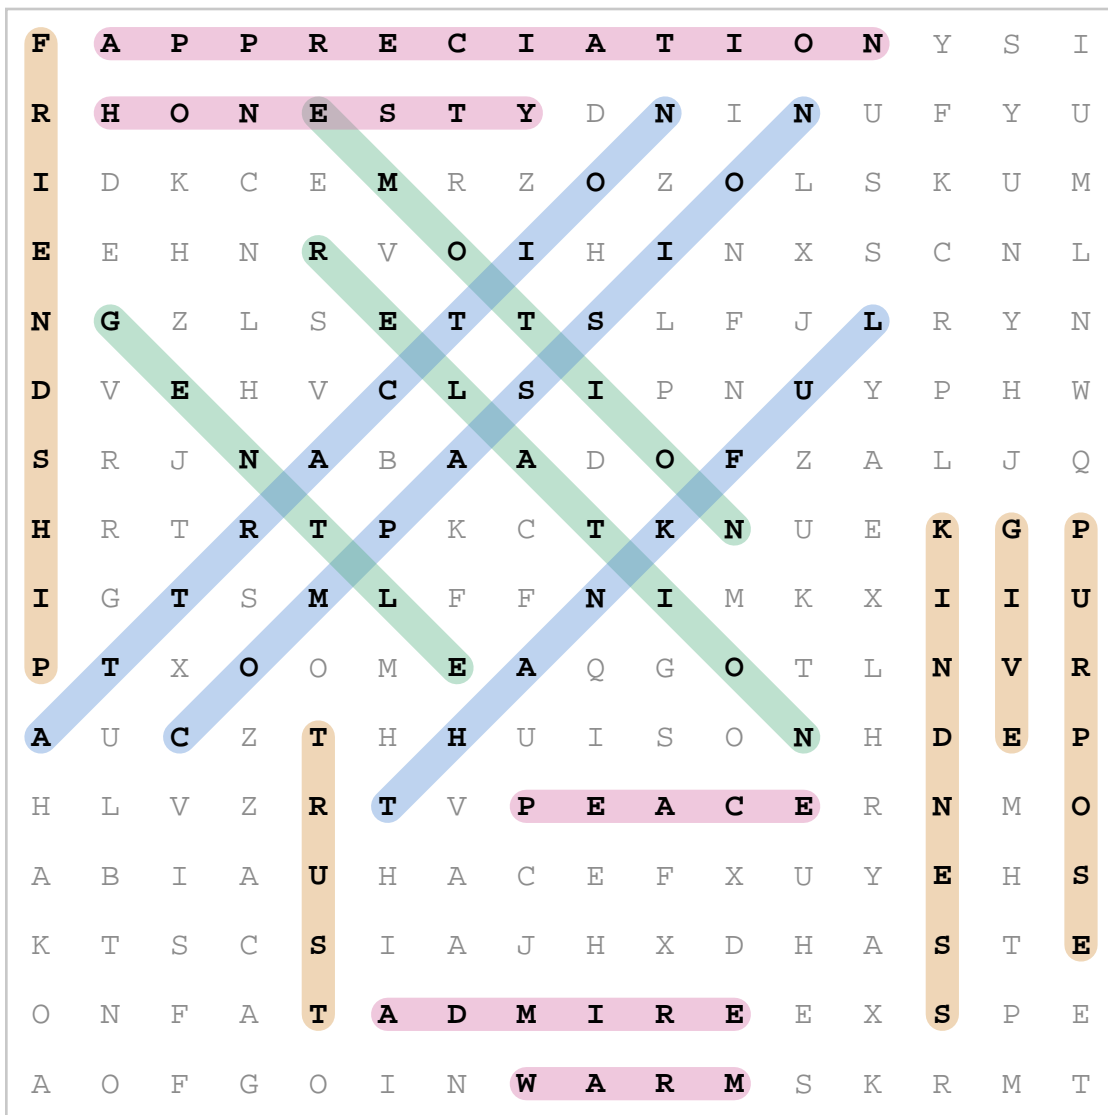 F A P P R E C I A T I O N Y S I
R H O N E S T Y D N I N U F Y U
I D K C E M R Z O Z O L S K U M
E E H N R V O I H I N X S C N L
N G Z L S E T T S L F J L R Y N
D V E H V C L S I P N U Y P H W
S R J N A B A A D O F Z A L J Q
H R T R T P K C T K N U E K G P
I G T S M L F F N I M K X I I U
P T X O O M E A Q G O T L N V R
A U C Z T H H U I S O N H D E P
H L V Z R T V P E A C E R N M O
A B I A U H A C E F X U Y E H S
K T S C S I A J H X D H A S T E
O N F A T A D M I R E E X S P E
A O F G O I N W A R M S K R M T